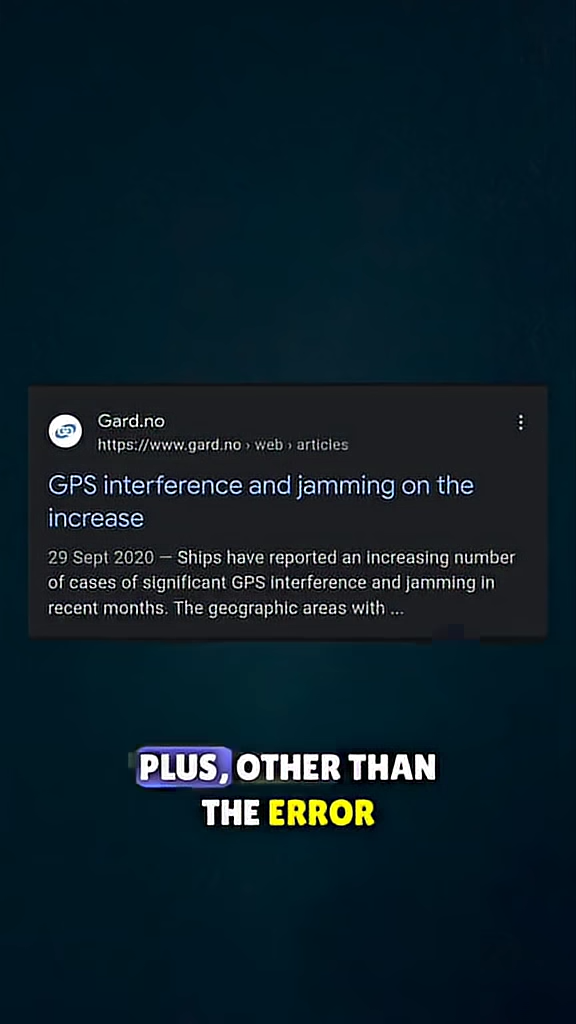 Gard.no
https://www.gard.no › web › articles
GPS interference and jamming on the
increase
29 Sept 2020 — Ships have reported an increasing number
of cases of significant GPS interference and jamming in
recent months. The geographic areas with ...
PLUS, OTHER THAN
THE ERROR